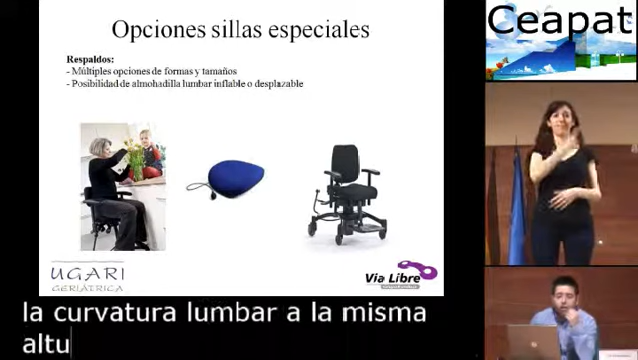 Opciones sillas especiales
Ceapat
Respaldos:
- Múltiples opciones de formas y tamaños
- Posibilidad de almohadilla lumbar inflable o desplazable
UGARI
GERIÁTRICA
Vía Libre
la curvatura lumbar a la misma
altu